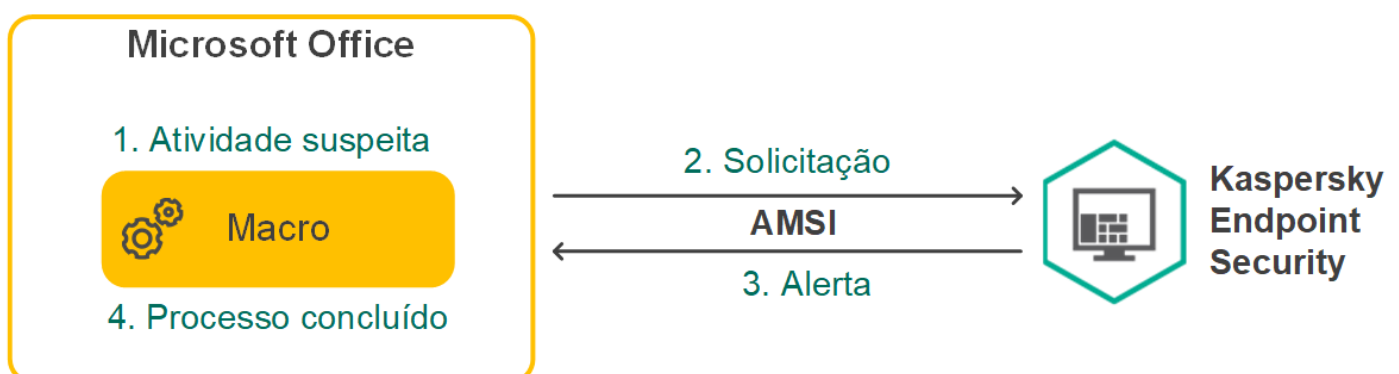 Microsoft Office
1. Atividade suspeita
Macro
4. Processo concluído
2. Solicitação
AMSI
3. Alerta
Kaspersky
Endpoint
Security